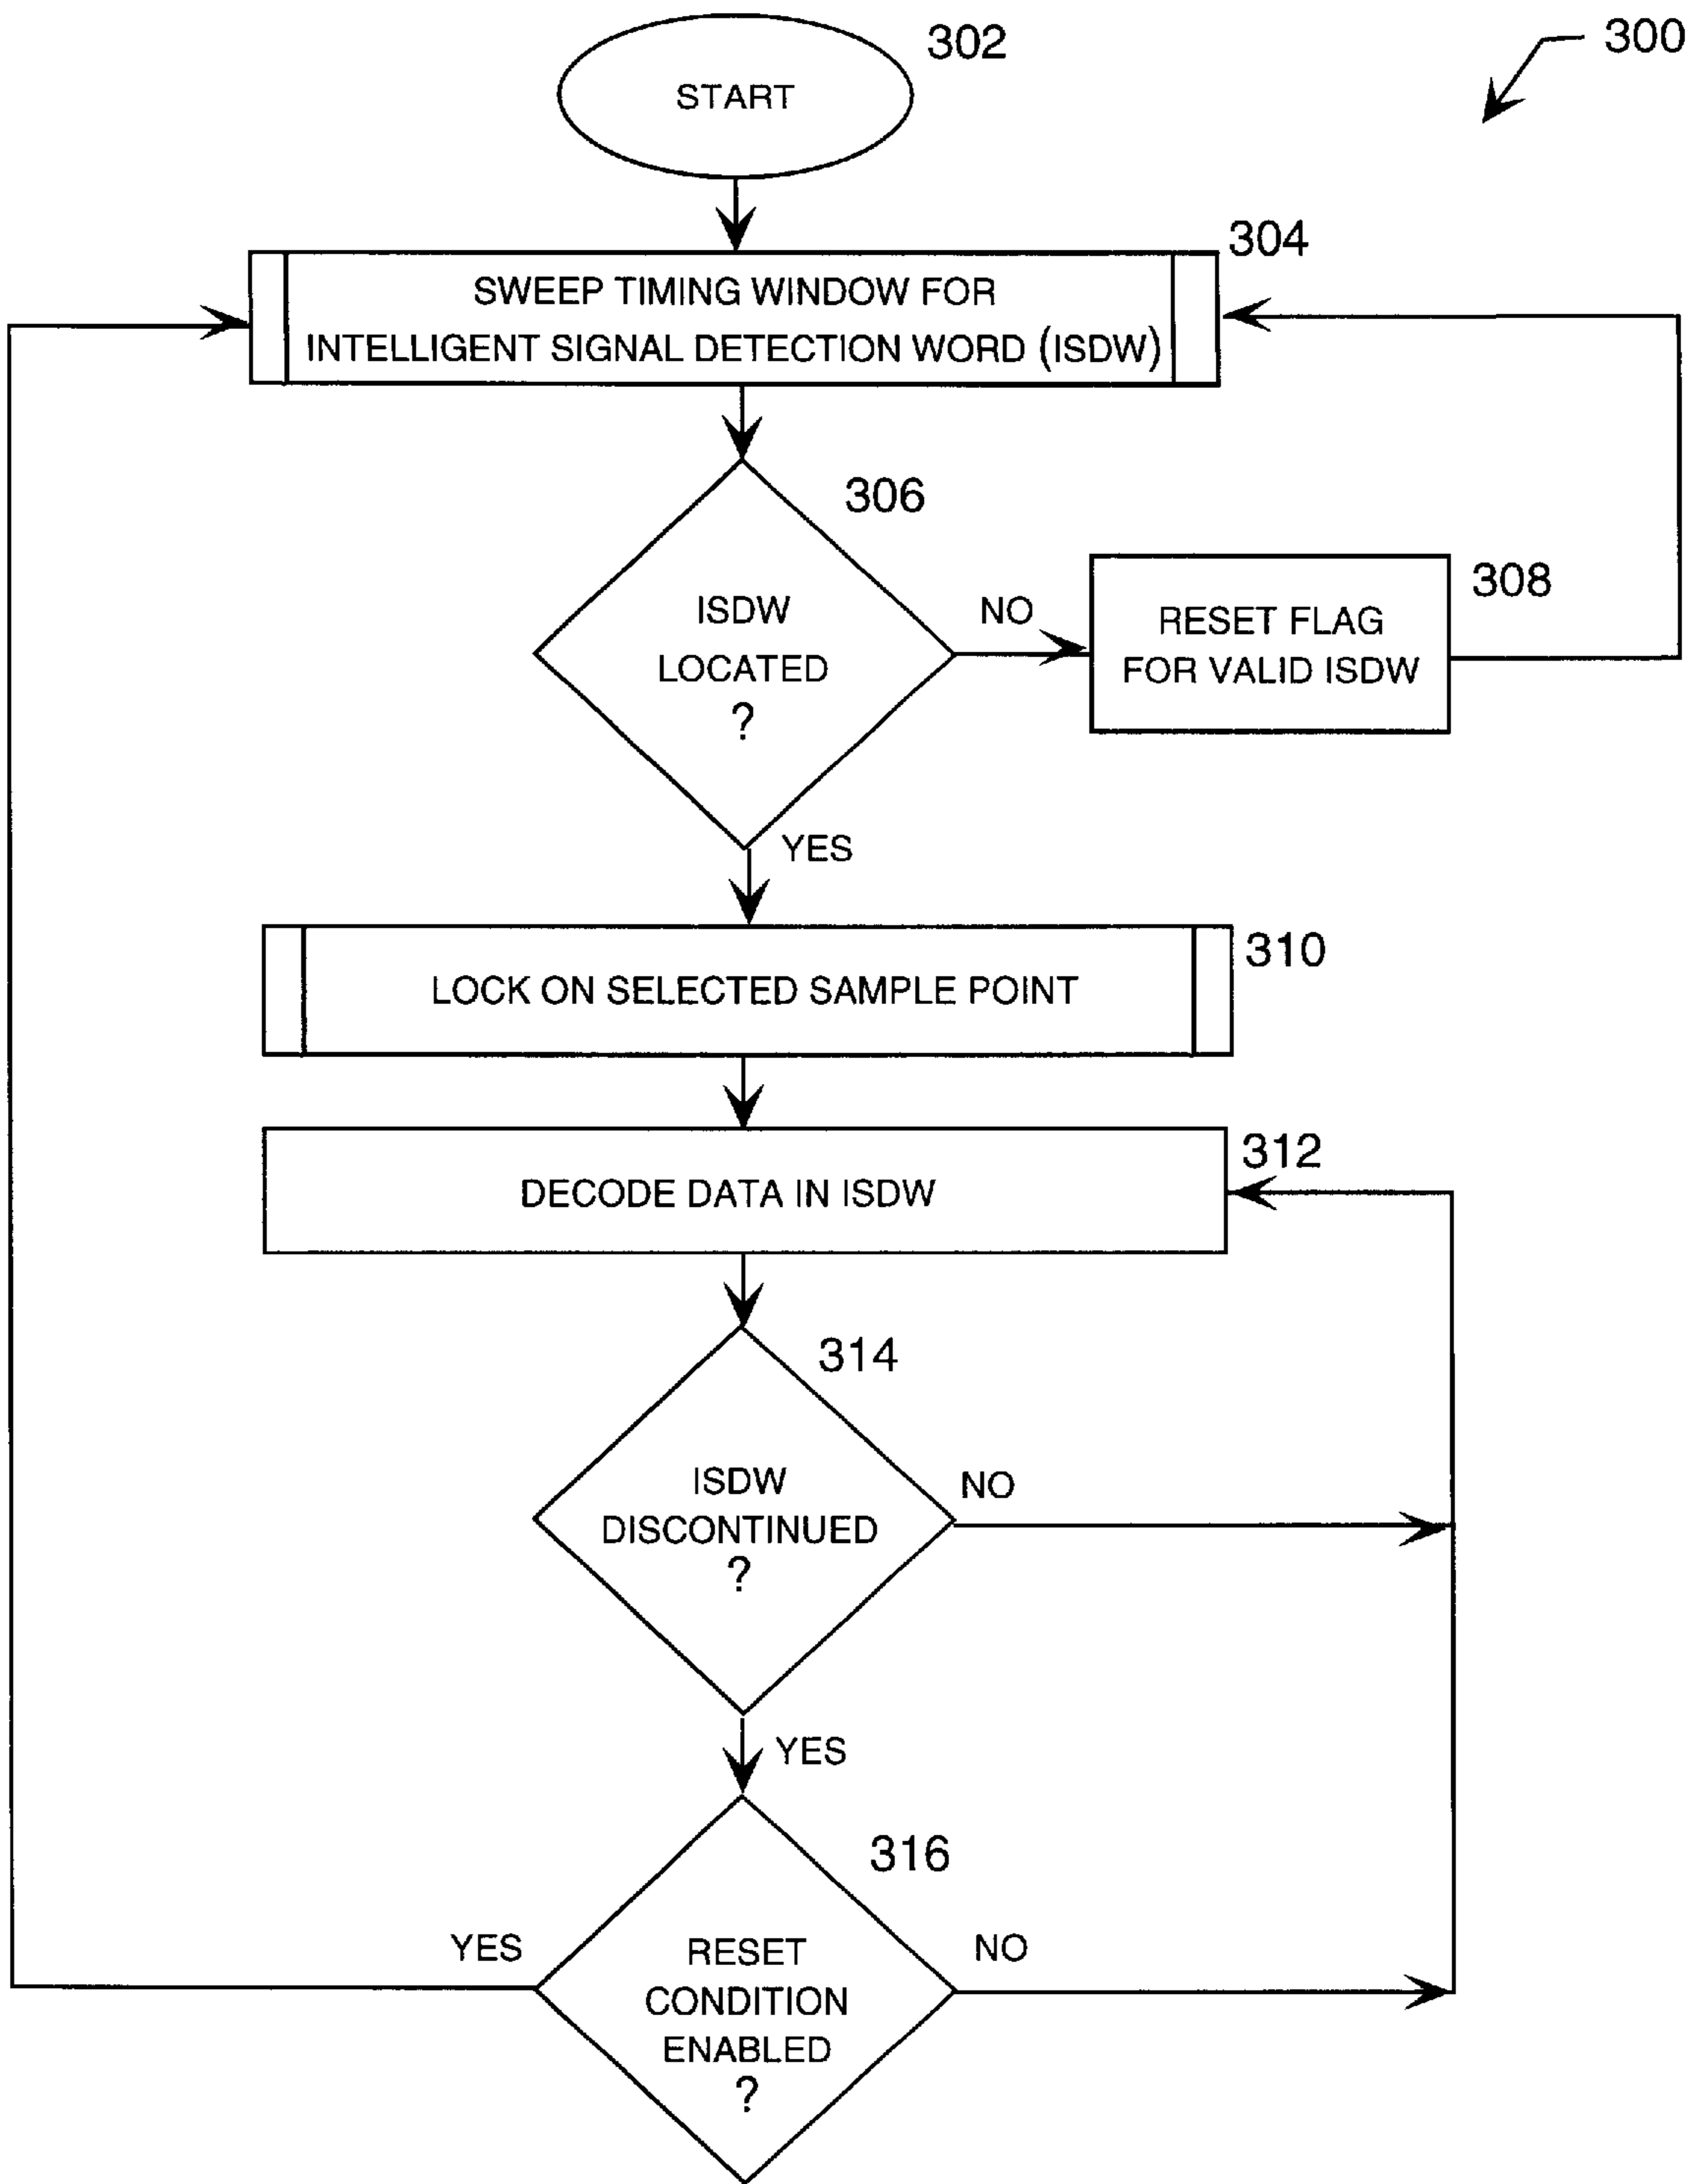 302
300
START
304
SWEEP TIMING WINDOW FOR
INTELLIGENT SIGNAL DETECTION WORD (ISDW)
306
ISDW
LOCATED
?
NO
308
RESET FLAG
FOR VALID ISDW
YES
310
LOCK ON SELECTED SAMPLE POINT
312
DECODE DATA IN ISDW
314
ISDW
DISCONTINUED
?
NO
YES
316
YES
RESET
CONDITION
ENABLED
?
NO